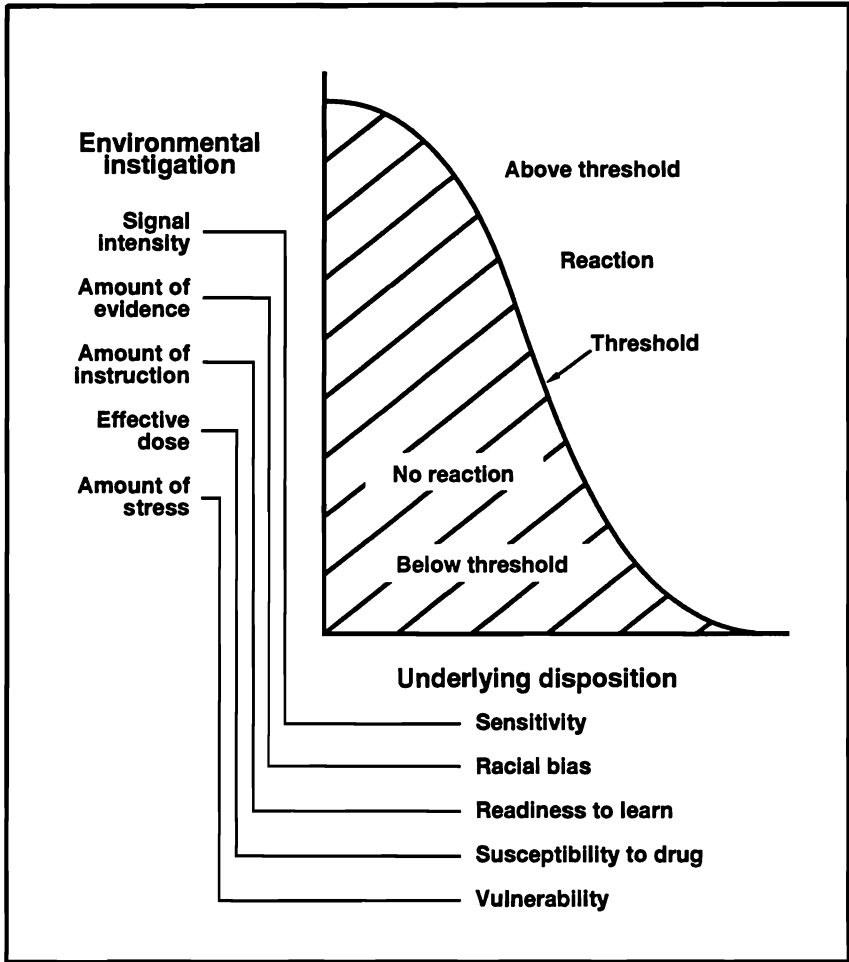 Environmental
instigation
Signal
intensity
Amount of
evidence
Amount of
instruction
Effective
dose
Amount of
stress
Above threshold
Reaction
Threshold
No reaction
Below threshold
Underlying disposition
Sensitivity
Racial bias
Readiness to learn
Susceptibility to drug
Vulnerability